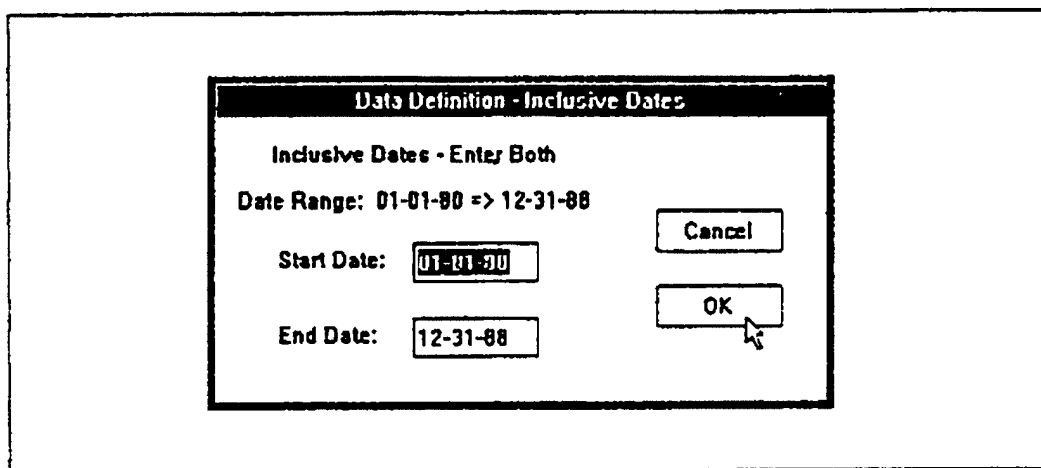 Data Definition - Inclusive Dates
Inclusive Dates - Enter Both
Date Range: 01-01-80 => 12-31-88
Cancel
Start Date: 01-01-80
OK
End Date: 12-31-88